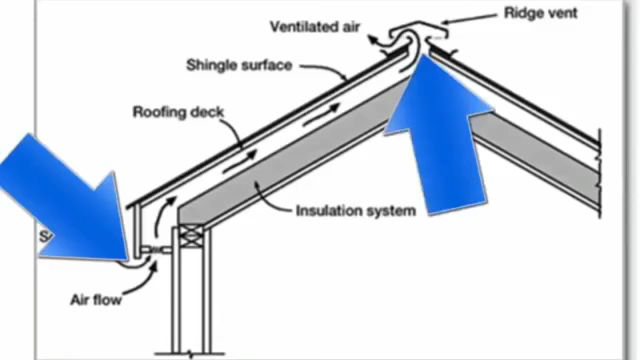 Ridge vent
Ventilated air
Shingle surface
Roofing deck
Insulation system
Air flow